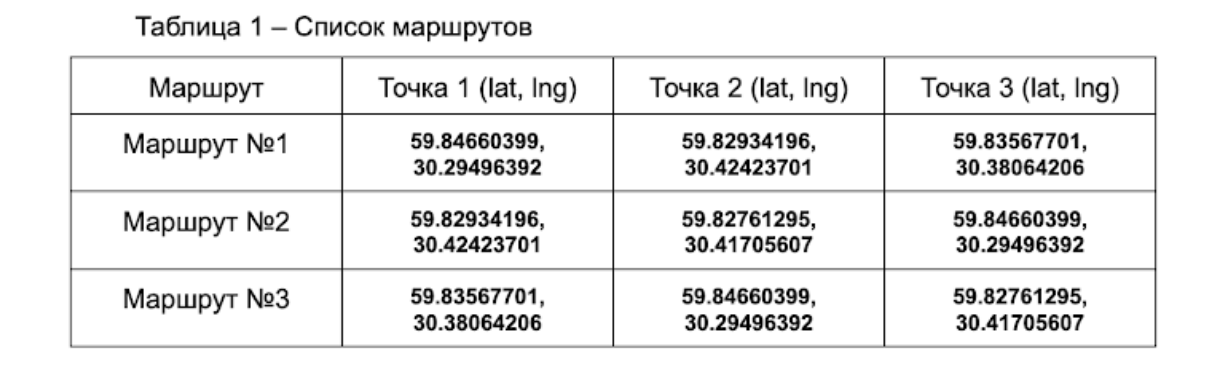 Таблица 1 – Список маршрутов
Маршрут
Точка 1 (lat, lng)
Точка 2 (lat, lng)
Точка 3 (lat, lng)
Маршрут №1
59.84660399,
30.29496392
59.82934196,
30.42423701
59.83567701,
30.38064206
Маршрут №2
59.82934196,
30.42423701
59.82761295,
30.41705607
59.84660399,
30.29496392
Маршрут №3
59.83567701,
30.38064206
59.84660399,
30.29496392
59.82761295,
30.41705607